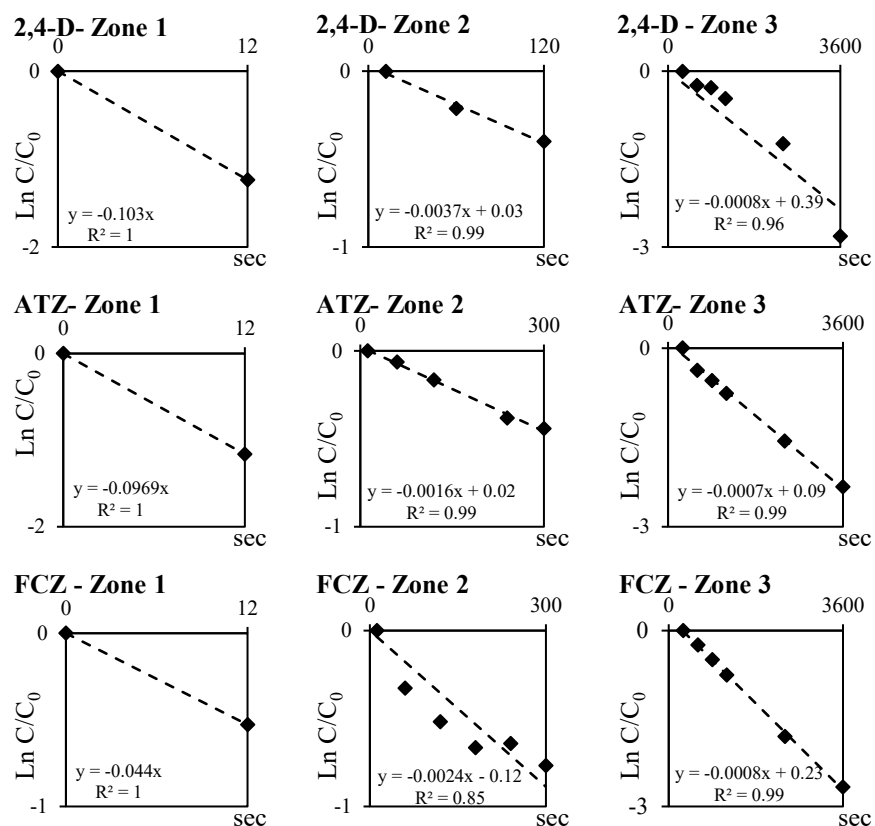 2,4-D- Zone 1
0 12
0
Ln C/C0
y = -0.103x
R² = 1
-2
sec
2,4-D - Zone 2
0 120
0
Ln C/C0
y = -0.0037x + 0.03
R² = 0.99
-1
2,4-D - Zone 3
0 3600
0
Ln C/C0
y = -0.0008x + 0.39
R² = 0.96
-3
sec
ATZ- Zone 1
0 12
0
Ln C/C0
y = -0.0969x
R² = 1
-2
sec
ATZ- Zone 2
0 300
0
Ln C/C0
y = -0.0016x + 0.02
R² = 0.99
-1
sec
ATZ- Zone 3
0 3600
0
Ln C/C0
y = -0.0007x + 0.09
R² = 0.99
-3
sec
FCZ - Zone 1
0 12
0
Ln C/C0
y = -0.044x
R² = 1
-1
sec
FCZ - Zone 2
0 300
0
Ln C/C0
y = -0.0024x - 0.12
R² = 0.85
-1
sec
FCZ - Zone 3
0 3600
0
Ln C/C0
y = -0.0008x + 0.23
R² = 0.99
-3
sec